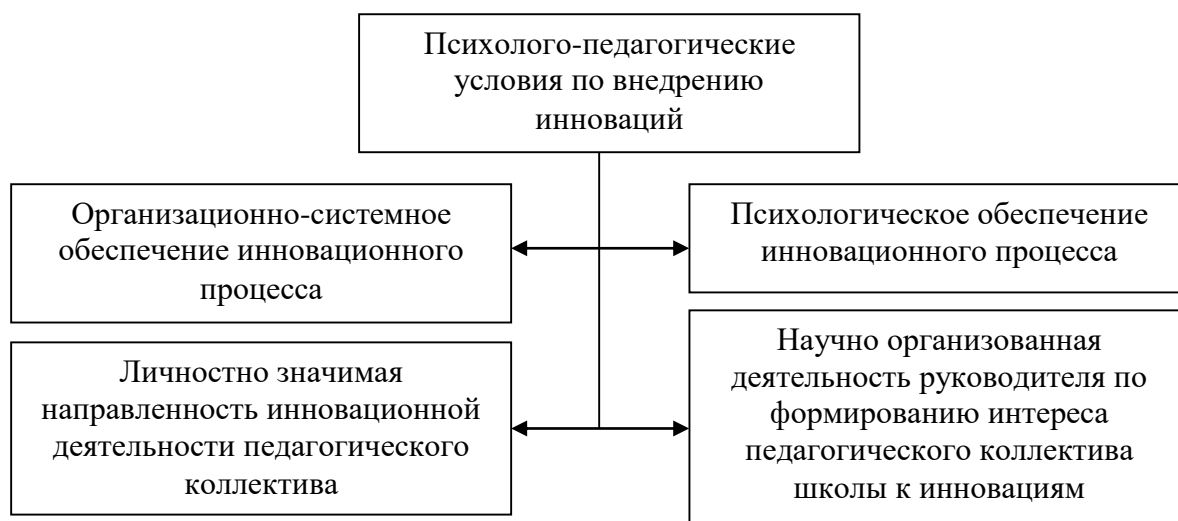 Психолого-педагогические
условия по внедрению
инноваций
Организационно-системное
обеспечение инновационного
процесса
Психологическое обеспечение
инновационного процесса
Личностно значимая
направленность инновационной
деятельности педагогического
коллектива
Научно организованная
деятельность руководителя по
формированию интереса
педагогического коллектива
школы к инновациям